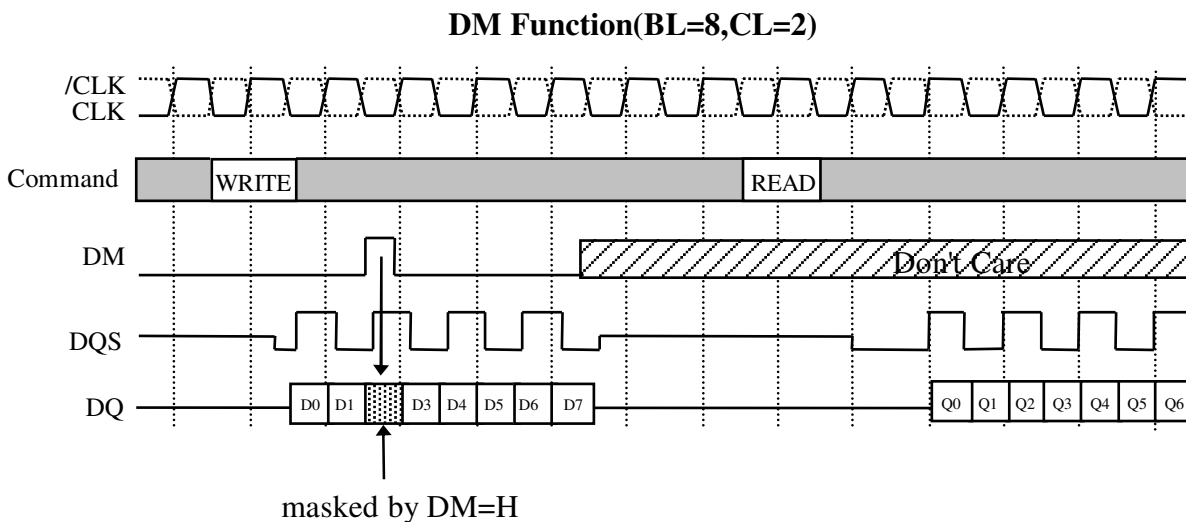 DM Function(BL=8,CL=2)
/CLK
CLK
Command WRITE READ
DM Don't Care
DQS
DQ D0 D1 D3 D4 D5 D6 D7 Q0 Q1 Q2 Q3 Q4 Q5 Q6
masked by DM=H